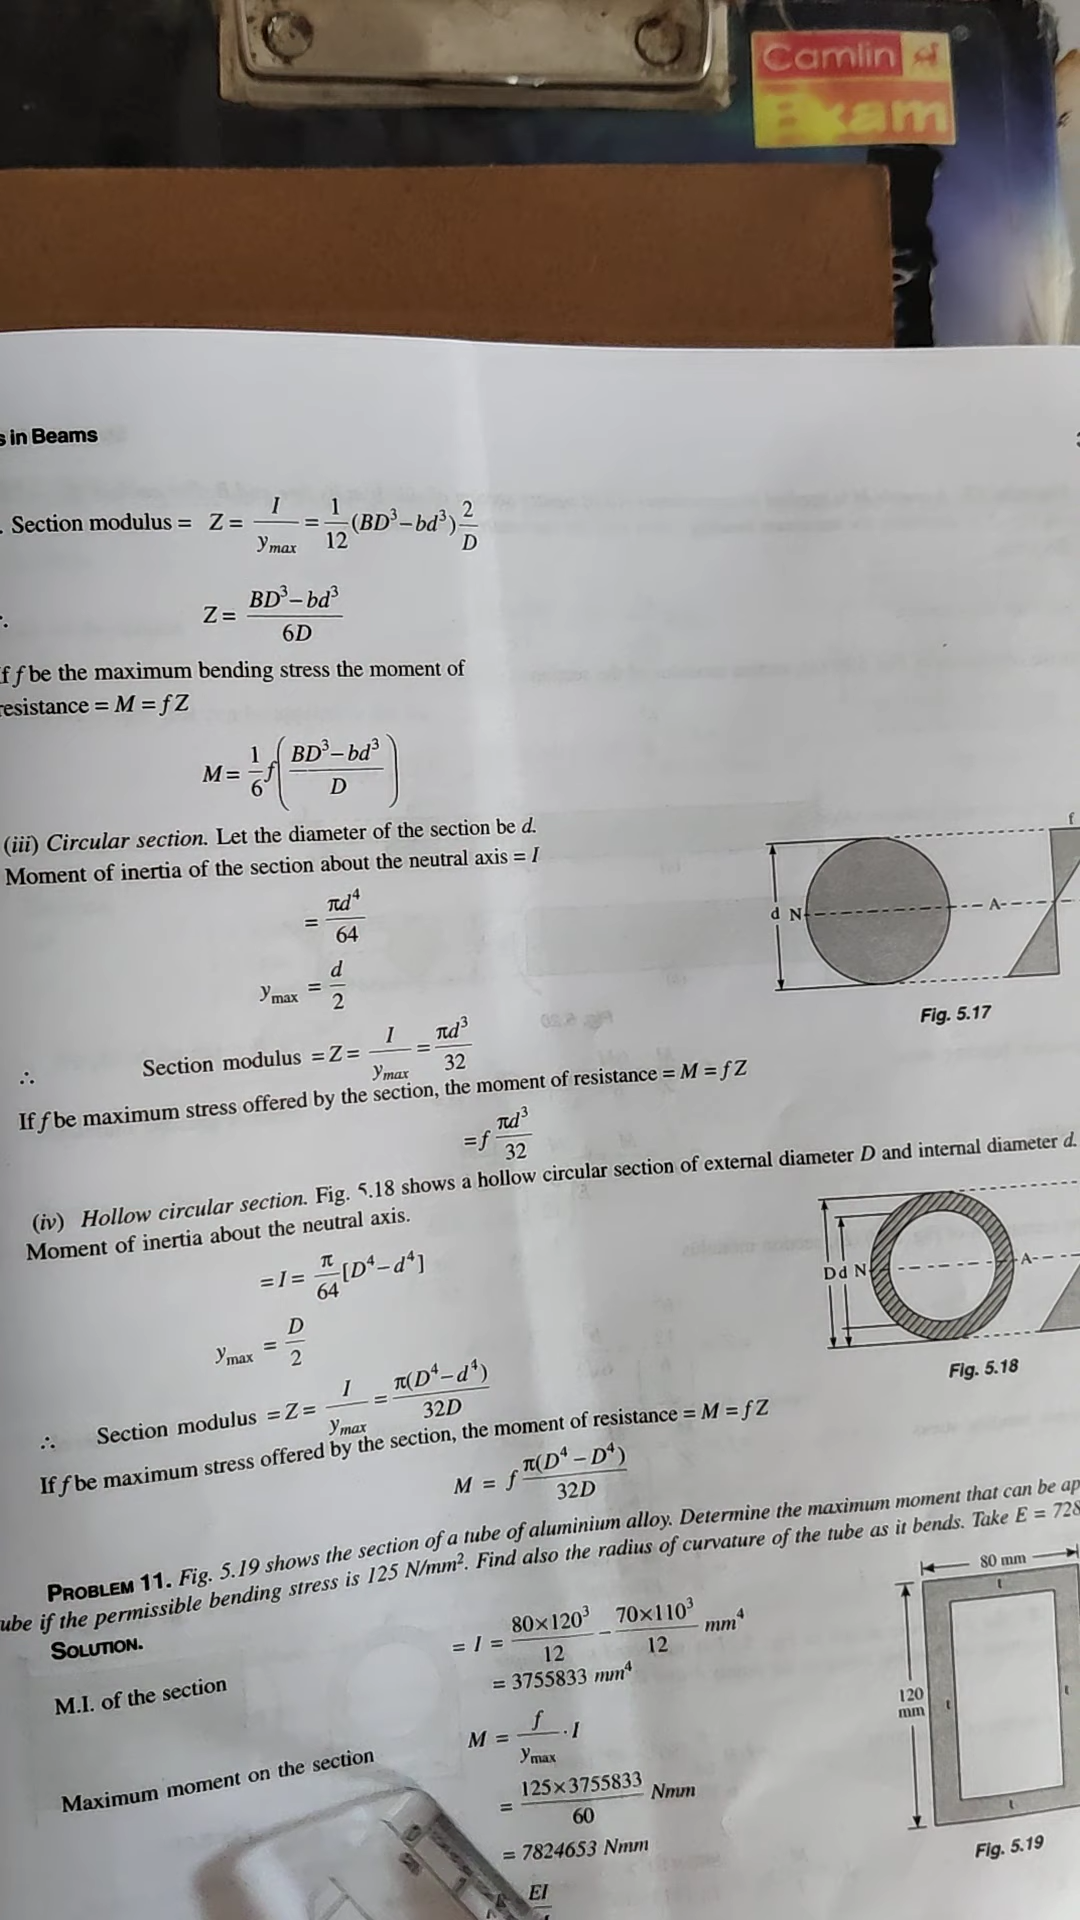 Camlin
Exam
s in Beams
Section modulus = Z = I/y_max = 1/12 (BD³ – bd³) 2/D
∴ Z = (BD³ – bd³)/6D
If f be the maximum bending stress the moment of
resistance = M = fZ
M = 1/6 f ((BD³ – bd³)/D)
(iii) Circular section. Let the diameter of the section be d.
Moment of inertia of the section about the neutral axis = I
= πd⁴/64
y_max = d/2
∴ Section modulus = Z = I/y_max = πd³/32
If f be maximum stress offered by the section, the moment of resistance = M = fZ
= f πd³/32
f
d N A
Fig. 5.17
(iv) Hollow circular section. Fig. 5.18 shows a hollow circular section of external diameter D and internal diameter d.
Moment of inertia about the neutral axis.
= I = π/64 [D⁴ – d⁴]
y_max = D/2
∴ Section modulus = Z = I/y_max = π(D⁴ – d⁴)/32D
If f be maximum stress offered by the section, the moment of resistance = M = fZ
M = f π(D⁴ – D⁴)/32D
D d N A
Fig. 5.18
PROBLEM 11. Fig. 5.19 shows the section of a tube of aluminium alloy. Determine the maximum moment that can be ap
ube if the permissible bending stress is 125 N/mm². Find also the radius of curvature of the tube as it bends. Take E = 728
SOLUTION.
M.I. of the section = I = 80×120³/12 – 70×110³/12 mm⁴
= 3755833 mm⁴
Maximum moment on the section M = f/y_max · I
= 125×3755833/60 Nmm
= 7824653 Nmm
EI
80 mm
t
120
mm
t
t
t
Fig. 5.19